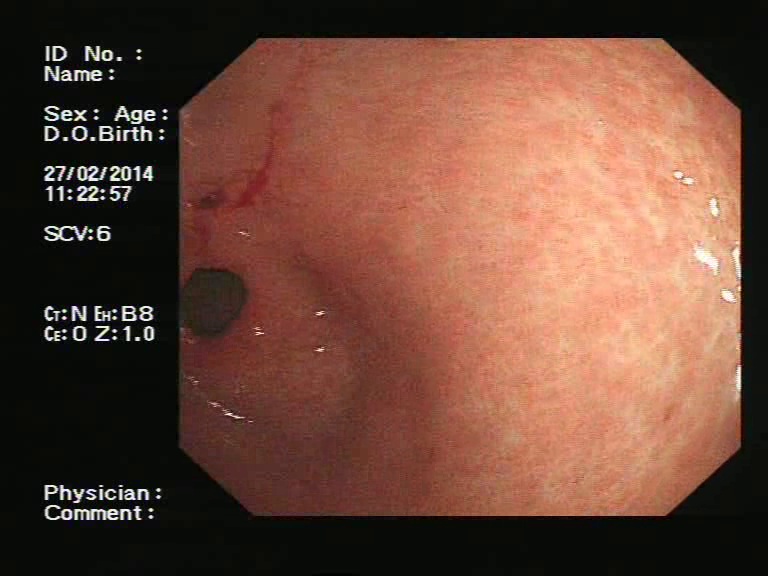 ID No. :
Name:
Sex: Age:
D.O.Birth:
27/02/2014
11:22:57
SCV:6
CT:N EH:B8
CE:0 Z:1.0
Physician:
Comment: